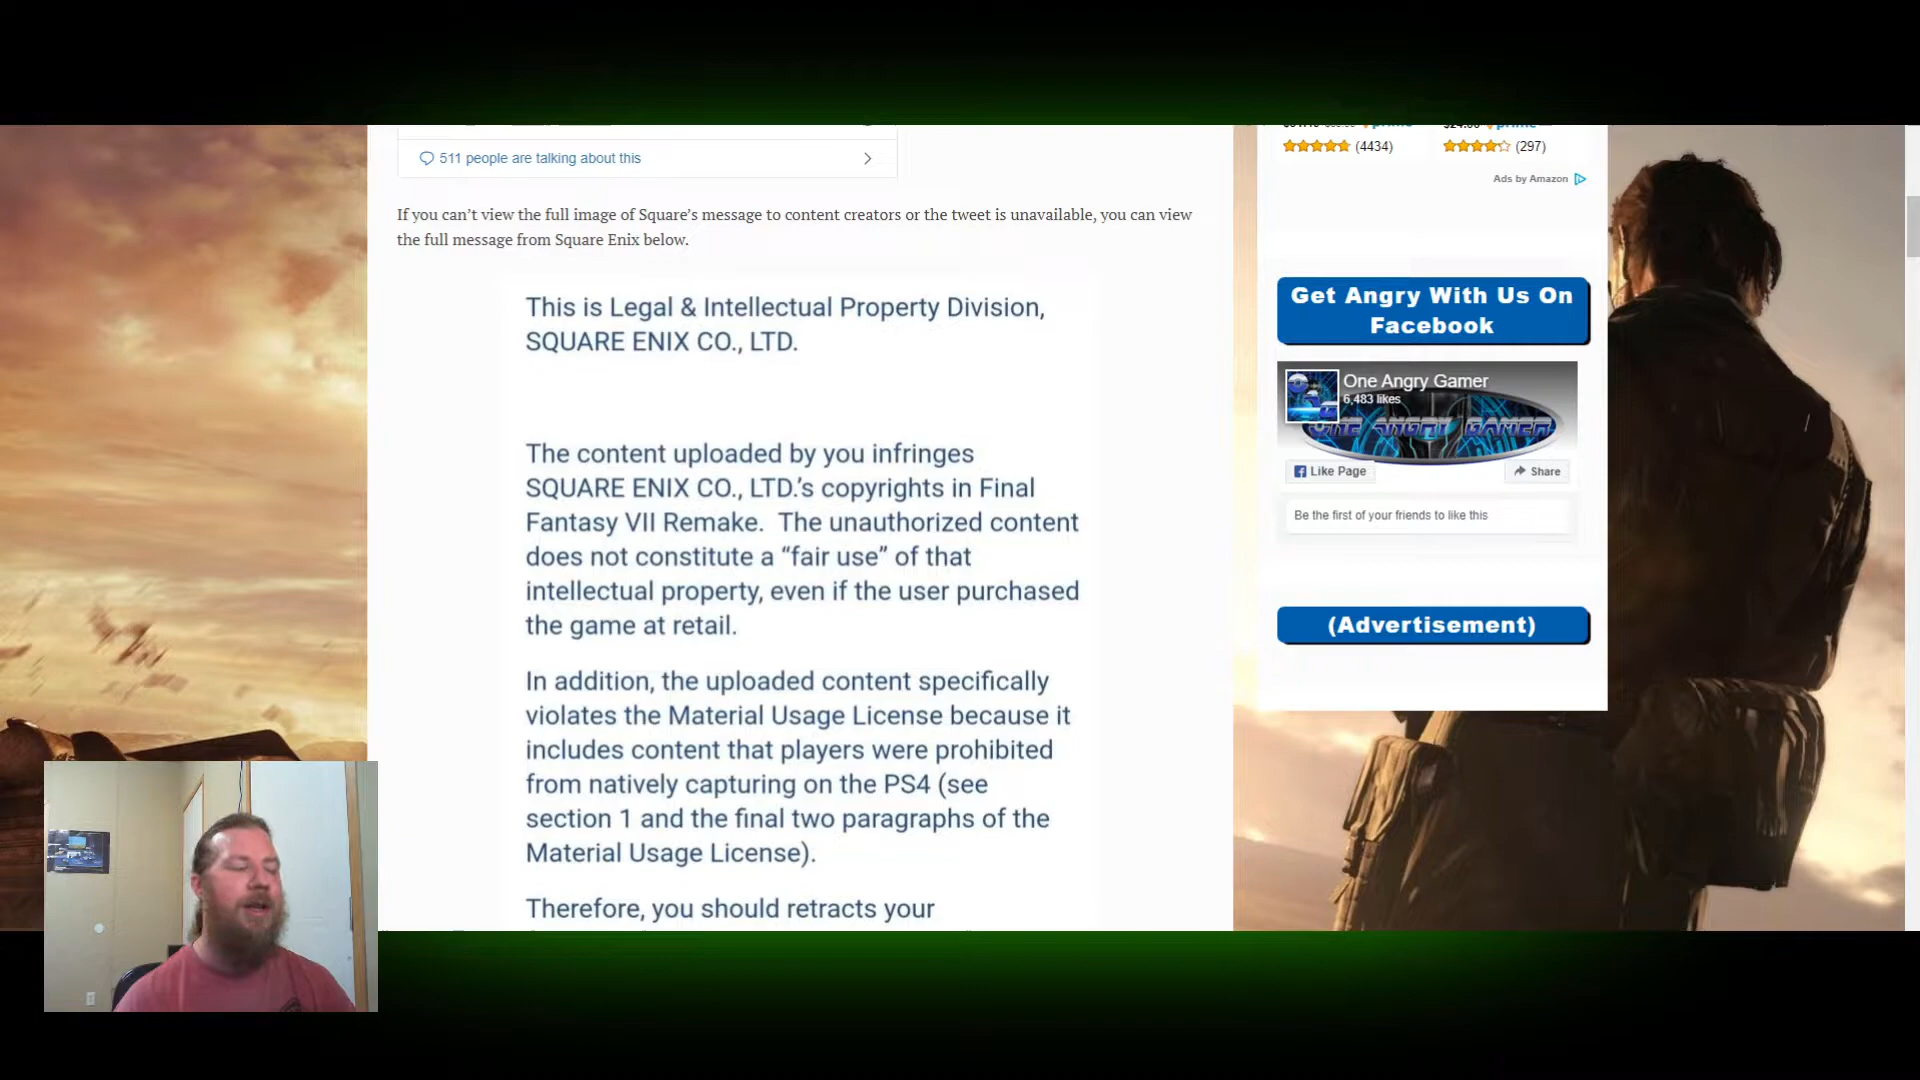 511 people are talking about this
If you can’t view the full image of Square’s message to content creators or the tweet is unavailable, you can view
the full message from Square Enix below.
This is Legal & Intellectual Property Division,
SQUARE ENIX CO., LTD.
The content uploaded by you infringes
SQUARE ENIX CO., LTD.’s copyrights in Final
Fantasy VII Remake. The unauthorized content
does not constitute a “fair use” of that
intellectual property, even if the user purchased
the game at retail.
In addition, the uploaded content specifically
violates the Material Usage License because it
includes content that players were prohibited
from natively capturing on the PS4 (see
section 1 and the final two paragraphs of the
Material Usage License).
Therefore, you should retracts your
(4434)
(297)
Ads by Amazon
Get Angry With Us On
Facebook
One Angry Gamer
6,483 likes
ONE ANGRY GAMER
Like Page
Share
Be the first of your friends to like this
(Advertisement)